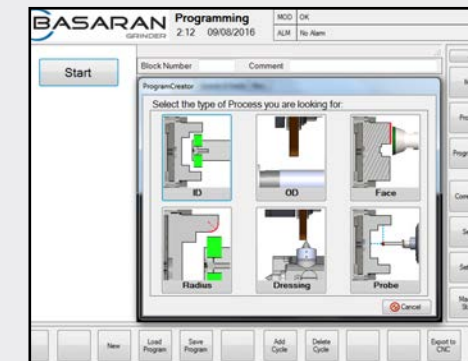 BASARAN
GRINDER
Programming
2:12 09/08/2016
MOD OK
ALM No Alarm
Start
Block Number Comment
ProgramCreator
Select the type of Process you are looking for:
ID OD Face
Radius Dressing Probe
Cancel
New
Load Program
Save Program
Add Cycle
Delete Cycle
Export to CNC